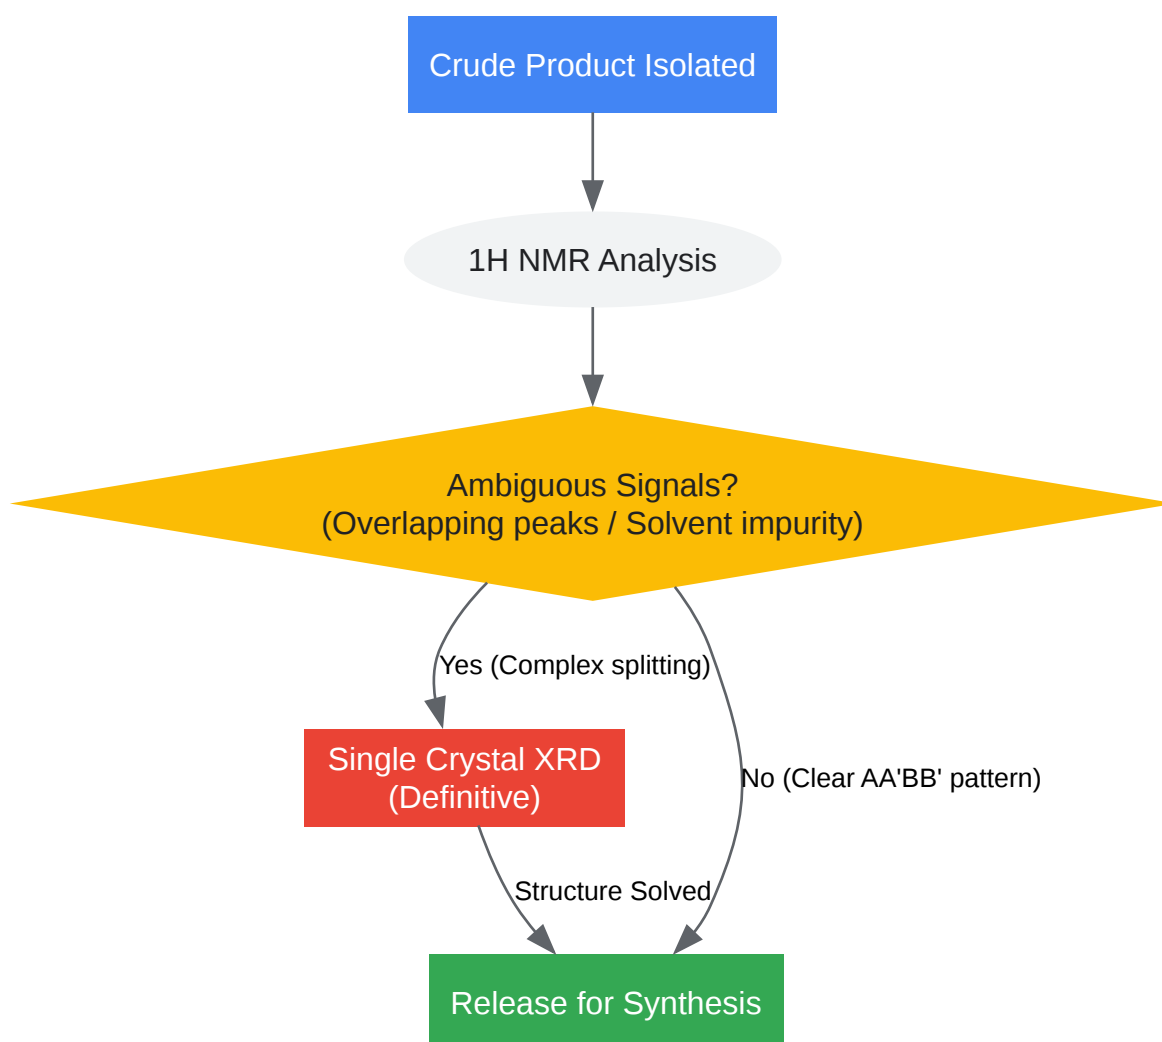 Crude Product Isolated
1H NMR Analysis
Ambiguous Signals?
(Overlapping peaks / Solvent impurity)
Yes (Complex splitting)
Single Crystal XRD
(Definitive)
No (Clear AA'BB' pattern)
Structure Solved
Release for Synthesis